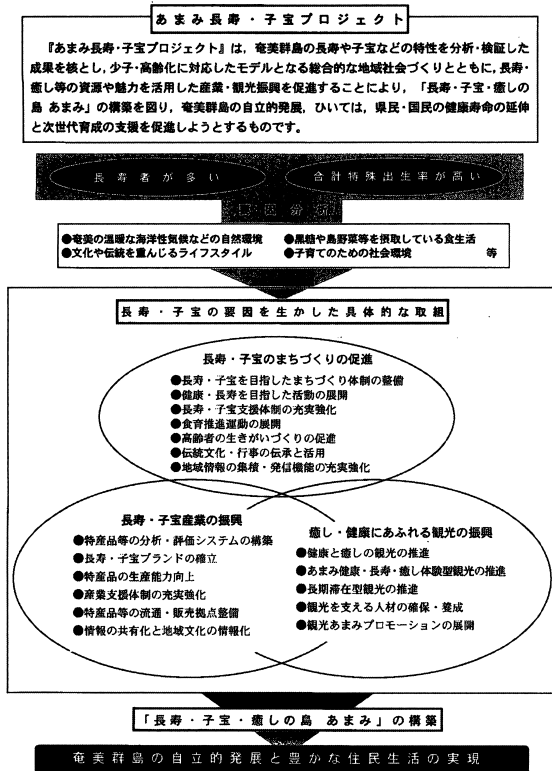 あまみ長寿・子宝プロジェクト
『あまみ長寿・子宝プロジェクト』は，奄美群島の長寿や子宝などの特性を分析・検証した
成果を核とし，少子・高齢化に対応したモデルとなる総合的な地域社会づくりとともに，長寿・
癒し等の資源や魅力を活用した産業・観光振興を促進することにより，「長寿・子宝・癒しの
島 あまみ」の構築を図り，奄美群島の自立的発展，ひいては，県民・国民の健康寿命の延伸
と次世代育成の支援を促進しようとするものです。
長寿者が多い
合計特殊出生率が高い
要因分析
●奄美の温暖な海洋性気候などの自然環境
●黒糖や島野菜等を摂取している食生活
●文化や伝統を重んじるライフスタイル
●子育てのための社会環境 等
長寿・子宝の要因を生かした具体的な取組
長寿・子宝のまちづくりの促進
●長寿・子宝を目指したまちづくり体制の整備
●健康・長寿を目指した活動の展開
●長寿・子宝支援体制の充実強化
●食育推進運動の展開
●高齢者の生きがいづくりの促進
●伝統文化・行事の伝承と活用
●地域情報の集核・発信機能の充実強化
長寿・子宝産業の振興
●特産品等の分析・評価システムの構築
●長寿・子宝ブランドの確立
●特産品の生産能力向上
●産業支援体制の充実強化
●特産品等の流通・販売拠点整備
●情報の共有化と地域文化の情報化
癒し・健康にあふれる観光の振興
●健康と癒しの観光の推進
●あまみ健康・長寿・癒し体験型観光の推進
●長期滞在型観光の推進
●観光を支える人材の確保・養成
●観光あまみプロモーションの展開
「長寿・子宝・癒しの島 あまみ」の構築
奄美群島の自立的発展と豊かな住民生活の実現